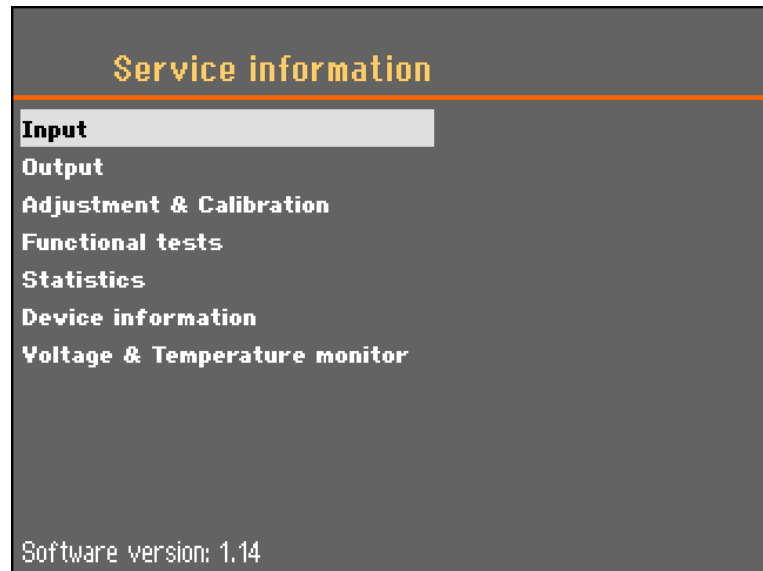 Service information
Input
Output
Adjustment & Calibration
Functional tests
Statistics
Device information
Voltage & Temperature monitor
Software version: 1.14